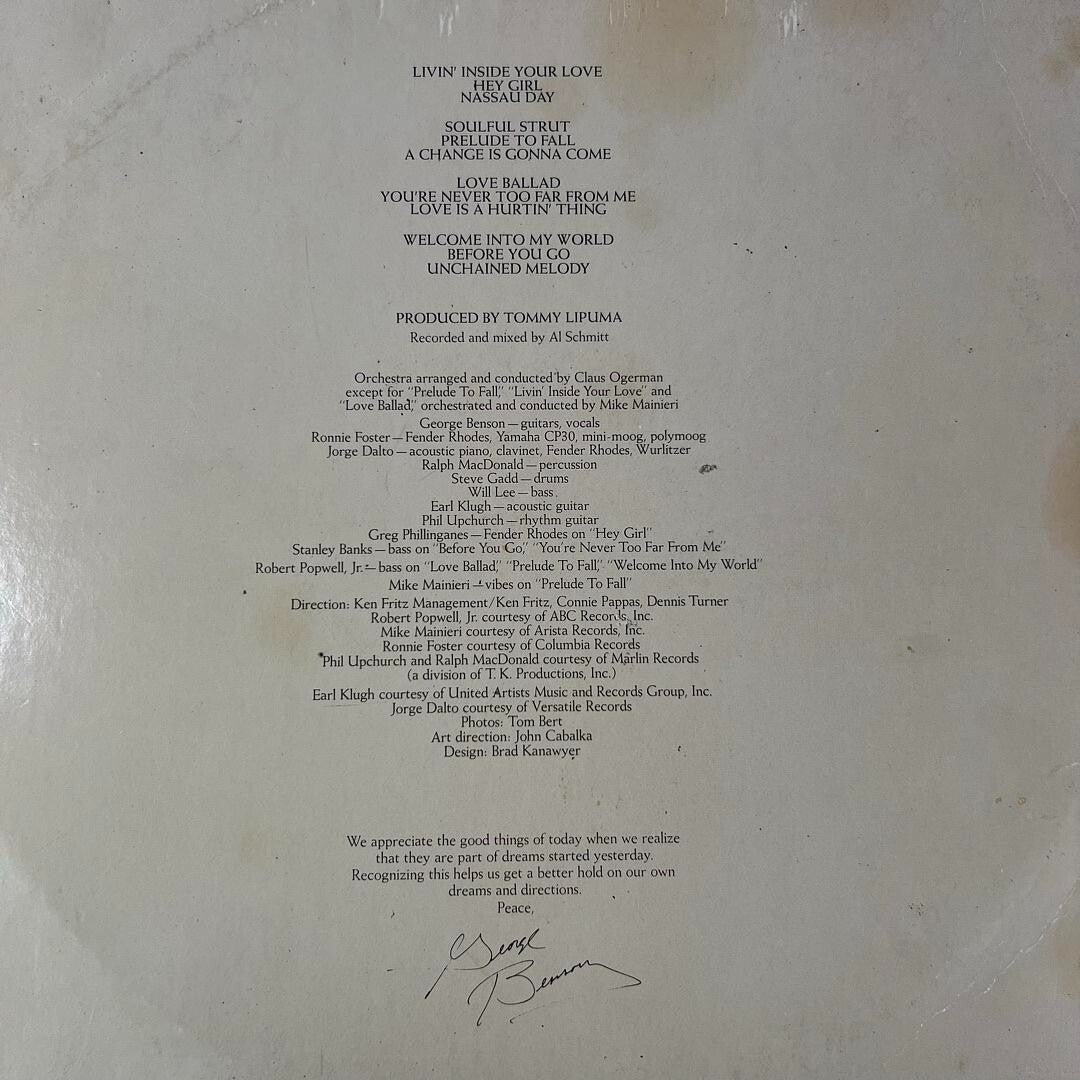 LIVIN' INSIDE YOUR LOVE
HEY GIRL
NASSAU DAY
SOULFUL STRUT
PRELUDE TO FALL
A CHANGE IS GONNA COME
LOVE BALLAD
YOU'RE NEVER TOO FAR FROM ME
LOVE IS A HURTIN' THING
WELCOME INTO MY WORLD
BEFORE YOU GO
UNCHAINED MELODY
PRODUCED BY TOMMY LIPUMA
Recorded and mixed by Al Schmitt
Orchestra arranged and conducted by Claus Ogerman
except for "Prelude To Fall," "Livin' Inside Your Love" and
"Love Ballad," orchestrated and conducted by Mike Mainieri
George Benson—guitars, vocals
Ronnie Foster—Fender Rhodes, Yamaha CP30, mini-moog, polymoog
Jorge Dalto—acoustic piano, clavinet, Fender Rhodes, Wurlitzer
Ralph MacDonald—percussion
Steve Gadd—drums
Will Lee—bass
Earl Klugh—acoustic guitar
Phil Upchurch—rhythm guitar
Greg Phillinganes—Fender Rhodes on "Hey Girl"
Stanley Banks—bass on "Before You Go," "You're Never Too Far From Me"
Robert Popwell, Jr.—bass on "Love Ballad," "Prelude To Fall," "Welcome Into My World"
Mike Mainieri—vibes on "Prelude To Fall"
Direction: Ken Fritz Management/Ken Fritz, Connie Pappas, Dennis Turner
Robert Popwell, Jr. courtesy of ABC Records, Inc.
Mike Mainieri courtesy of Arista Records, Inc.
Ronnie Foster courtesy of Columbia Records
Phil Upchurch and Ralph MacDonald courtesy of Marlin Records
(a division of T. K. Productions, Inc.)
Earl Klugh courtesy of United Artists Music and Records Group, Inc.
Jorge Dalto courtesy of Versatile Records
Photos: Tom Bert
Art direction: John Cabalka
Design: Brad Kanawyer
We appreciate the good things of today when we realize
that they are part of dreams started yesterday.
Recognizing this helps us get a better hold on our own
dreams and directions.
Peace,
George
Benson